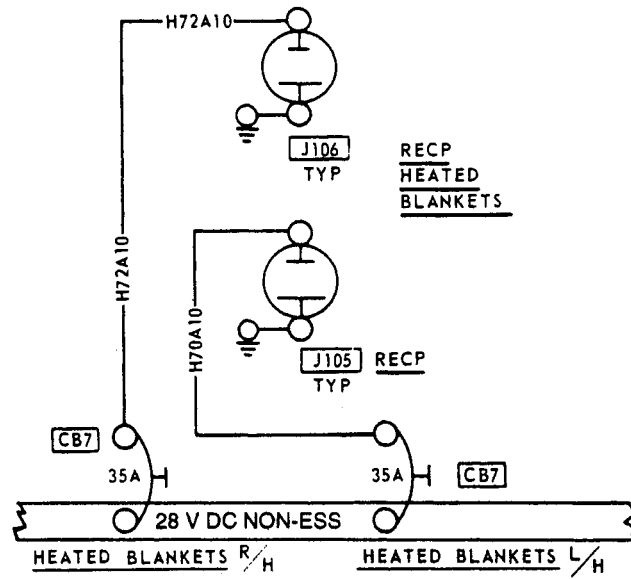 H72A10
J106
TYP
RECP
HEATED
BLANKETS
H72A10
H70A10
J105 RECP
TYP
CB7
35A
35A
CB7
28 V DC NON-ESS
HEATED BLANKETS R/H
HEATED BLANKETS L/H